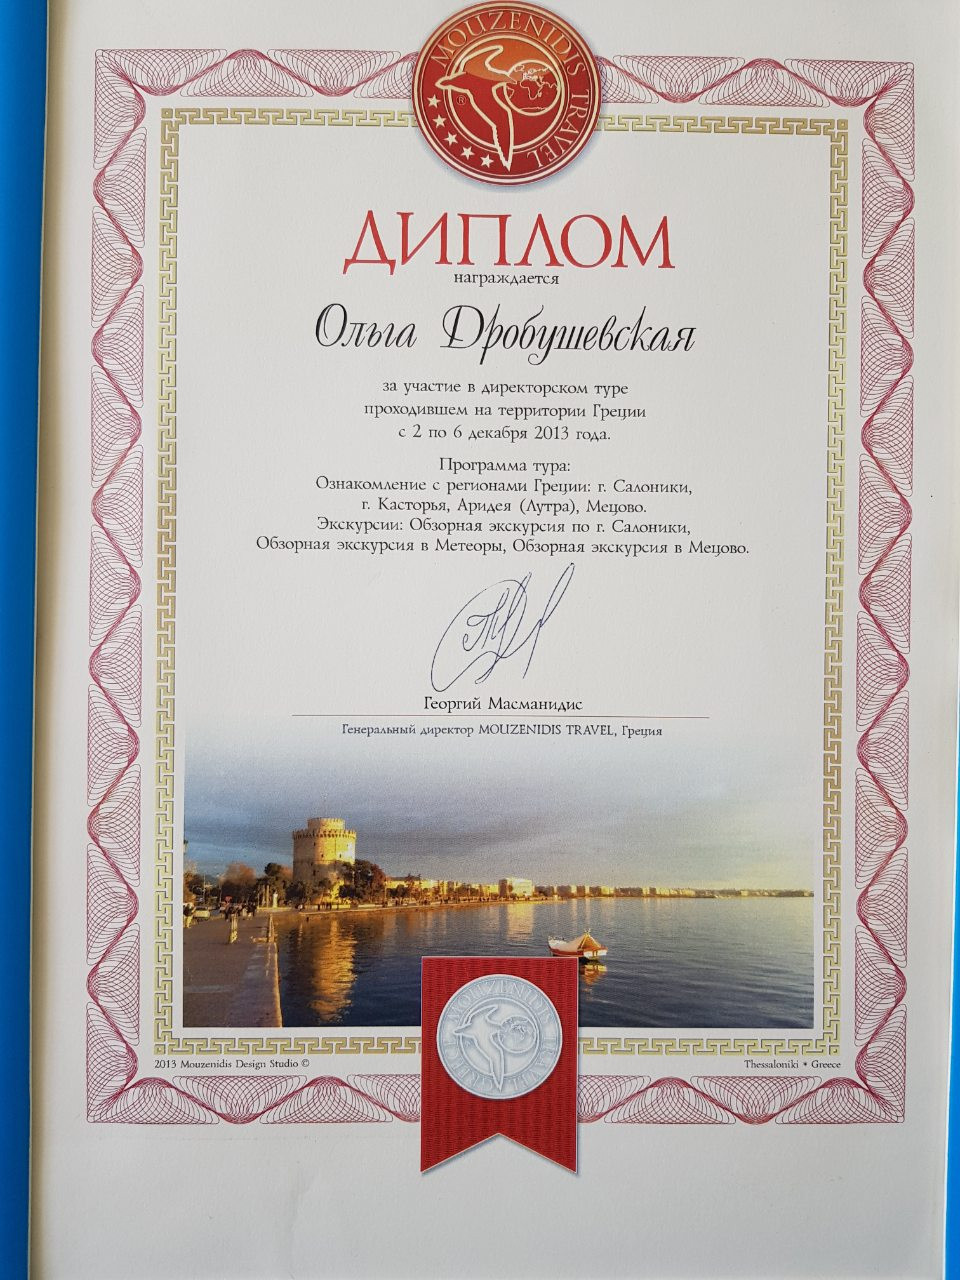 MOUZENIDIS TRAVEL
®
ДИПЛОМ
награждается
Ольга Дробушевская
за участие в директорском туре
проходившем на территории Греции
с 2 по 6 декабря 2013 года.
Программа тура:
Ознакомление с регионами Греции: г. Салоники,
г. Касторья, Аридея (Лутра), Мецово.
Экскурсии: Обзорная экскурсия по г. Салоники,
Обзорная экскурсия в Метеоры, Обзорная экскурсия в Мецово.
Георгий Масманидис
Генеральный директор MOUZENIDIS TRAVEL, Греция
MOUZENIDIS TRAVEL
2013 Mouzenidis Design Studio ©
Thessaloniki * Greece